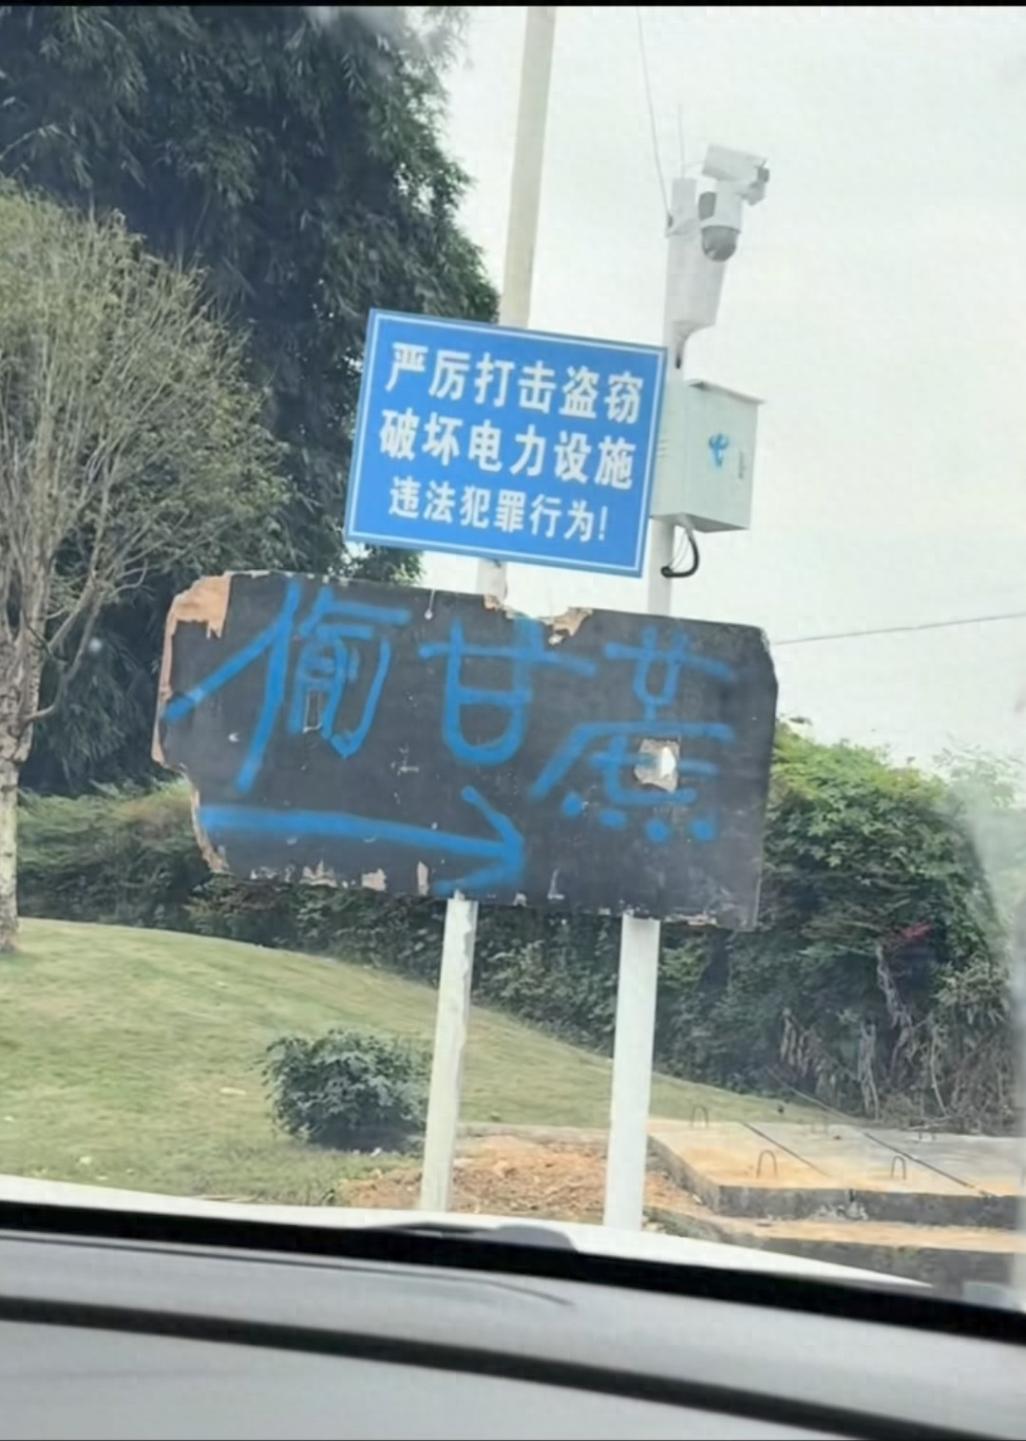 严厉打击盗窃
破坏电力设施
违法犯罪行为!
偷甘蔗